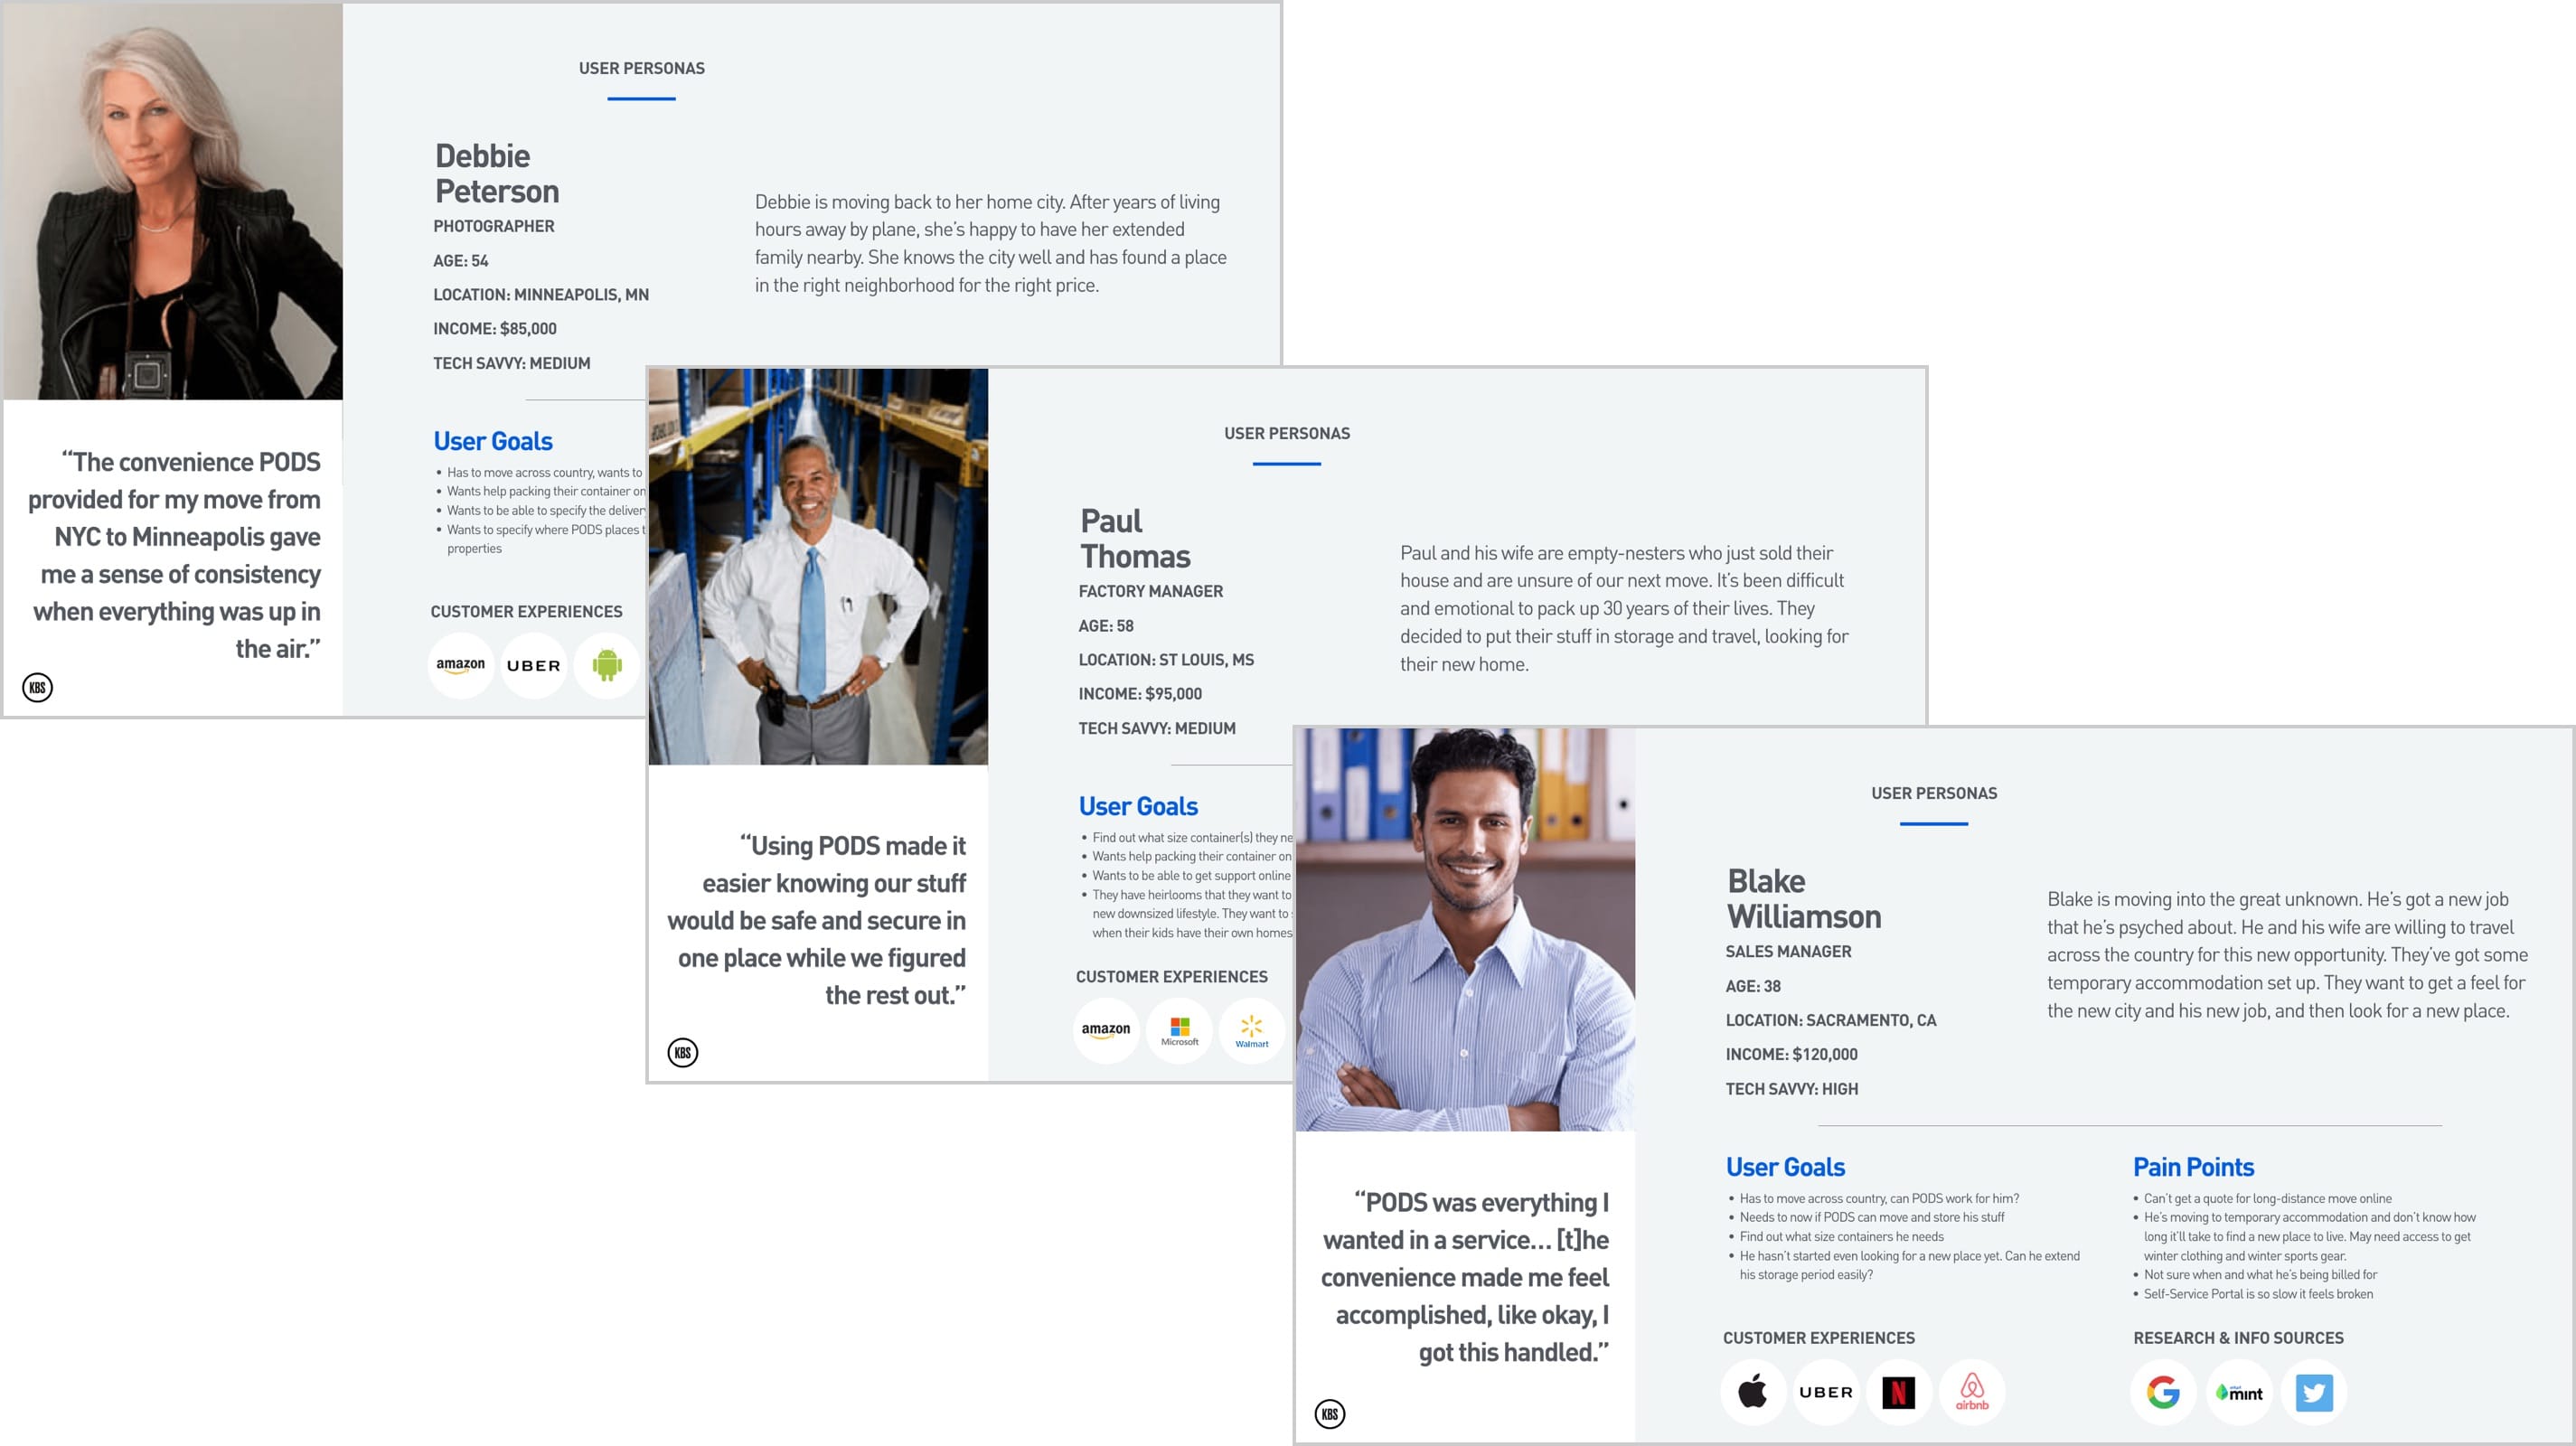 USER PERSONAS
Debbie
Peterson
PHOTOGRAPHER
AGE: 54
LOCATION: MINNEAPOLIS, MN
INCOME: $85,000
TECH SAVVY: MEDIUM
Debbie is moving back to her home city. After years of living
hours away by plane, she's happy to have her extended
family nearby. She knows the city well and has found a place
in the right neighborhood for the right price.
“The convenience PODS
provided for my move from
NYC to Minneapolis gave
me a sense of consistency
when everything was up in
the air.”
KBS
User Goals
• Has to move across country, wants to
• Wants help packing their container on
• Wants to be able to specify the
• Wants to specify where PODS places
properties
CUSTOMER EXPERIENCES
amazon
UBER
USER PERSONAS
Paul
Thomas
FACTORY MANAGER
AGE: 58
LOCATION: ST LOUIS, MS
INCOME: $95,000
TECH SAVVY: MEDIUM
Paul and his wife are empty-nesters who just sold their
house and are unsure of our next move. It's been difficult
and emotional to pack up 30 years of their lives. They
decided to put their stuff in storage and travel, looking for
their new home.
“Using PODS made it
easier knowing our stuff
would be safe and secure in
one place while we figured
the rest out.”
KBS
User Goals
• Find out what size container(s) they
• Wants help packing their container on
• Wants to be able to get support online
• They have heirlooms that they want to
new downsized lifestyle. They want to
when their kids have their own homes
CUSTOMER EXPERIENCES
amazon
Microsoft
Walmart
USER PERSONAS
Blake
Williamson
SALES MANAGER
AGE: 38
LOCATION: SACRAMENTO, CA
INCOME: $120,000
TECH SAVVY: HIGH
Blake is moving into the great unknown. He's got a new job
that he's psyched about. He and his wife are willing to travel
across the country for this new opportunity. They've got some
temporary accommodation set up. They want to get a feel for
the new city and his new job, and then look for a new place.
“PODS was everything I
wanted in a service... [t]he
convenience made me feel
accomplished, like okay, I
got this handled.”
KBS
User Goals
• Has to move across country, can PODS work for him?
• Needs to now if PODS can move and store his stuff
• Find out what size containers he needs
• He hasn't started even looking for a new place yet. Can he extend
his storage period easily?
Pain Points
• Can't get a quote for long-distance move online
• He's moving to temporary accommodation and don't know how
long it'll take to find a new place to live. May need access to get
winter clothing and winter sports gear.
• Not sure when and what he's being billed for
• Self-Service Portal is so slow it feels broken
CUSTOMER EXPERIENCES
UBER
N
airbnb
RESEARCH & INFO SOURCES
G
mint